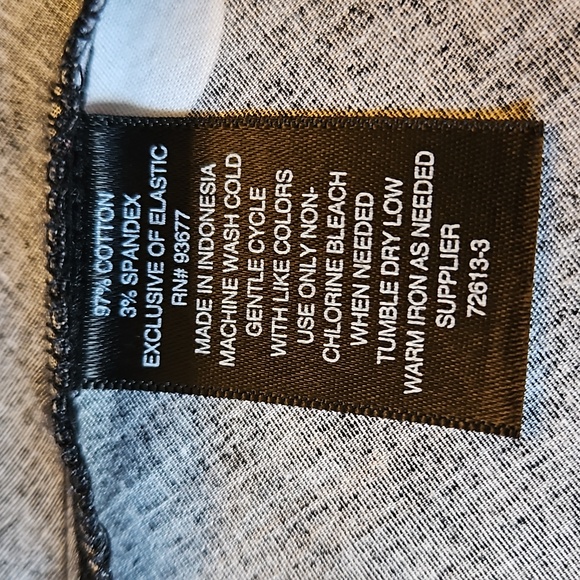 97% COTTON
3% SPANDEX
EXCLUSIVE OF ELASTIC
RN# 93677
MADE IN INDONESIA
MACHINE WASH COLD
GENTLE CYCLE
WITH LIKE COLORS
USE ONLY NON-
CHLORINE BLEACH
WHEN NEEDED
TUMBLE DRY LOW
WARM IRON AS NEEDED
SUPPLIER
72613-3